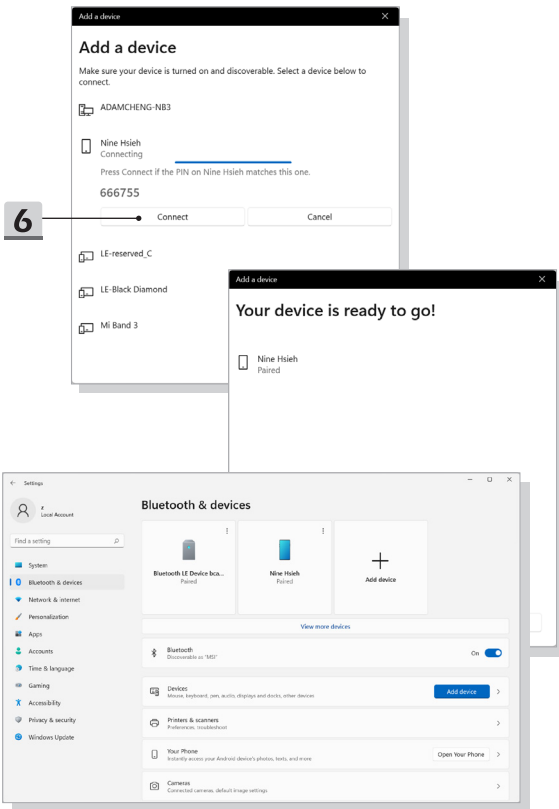 Add a device
Add a device
Make sure your device is turned on and discoverable. Select a device below to
connect.
ADAMCHENG-NB3
Nine Hsieh
Connecting
Press Connect if the PIN on Nine Hsieh matches this one.
666755
6
Connect
Cancel
LE-reserved_C
LE-Black Diamond
Mi Band 3
Add a device
Your device is ready to go!
Nine Hsieh
Paired
Settings
Local Account
Find a setting
System
Bluetooth & devices
Network & internet
Personalization
Apps
Accounts
Time & language
Gaming
Accessibility
Privacy & security
Windows Update
Bluetooth & devices
Bluetooth LE Device bca...
Paired
Nine Hsieh
Paired
Add device
View more devices
Bluetooth
Discoverable as "MSI"
On
Devices
Mouse, keyboard, pen, audio, displays and docks, other devices
Add device
Printers & scanners
Preferences, troubleshoot
Your Phone
Instantly access your Android device's photos, texts, and more
Open Your Phone
Cameras
Connected cameras, default image settings